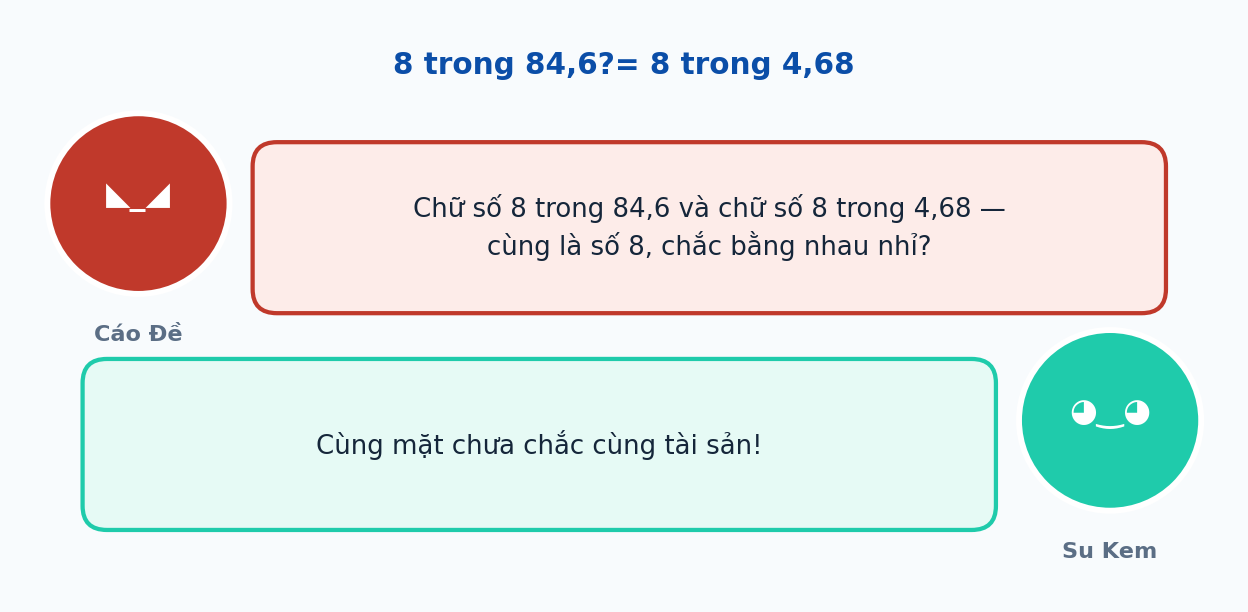 8 trong 84,6?= 8 trong 4,68
Chữ số 8 trong 84,6 và chữ số 8 trong 4,68 —
cùng là số 8, chắc bằng nhau nhỉ?
Cáo Đề
Cùng mặt chưa chắc cùng tài sản!
Su Kem